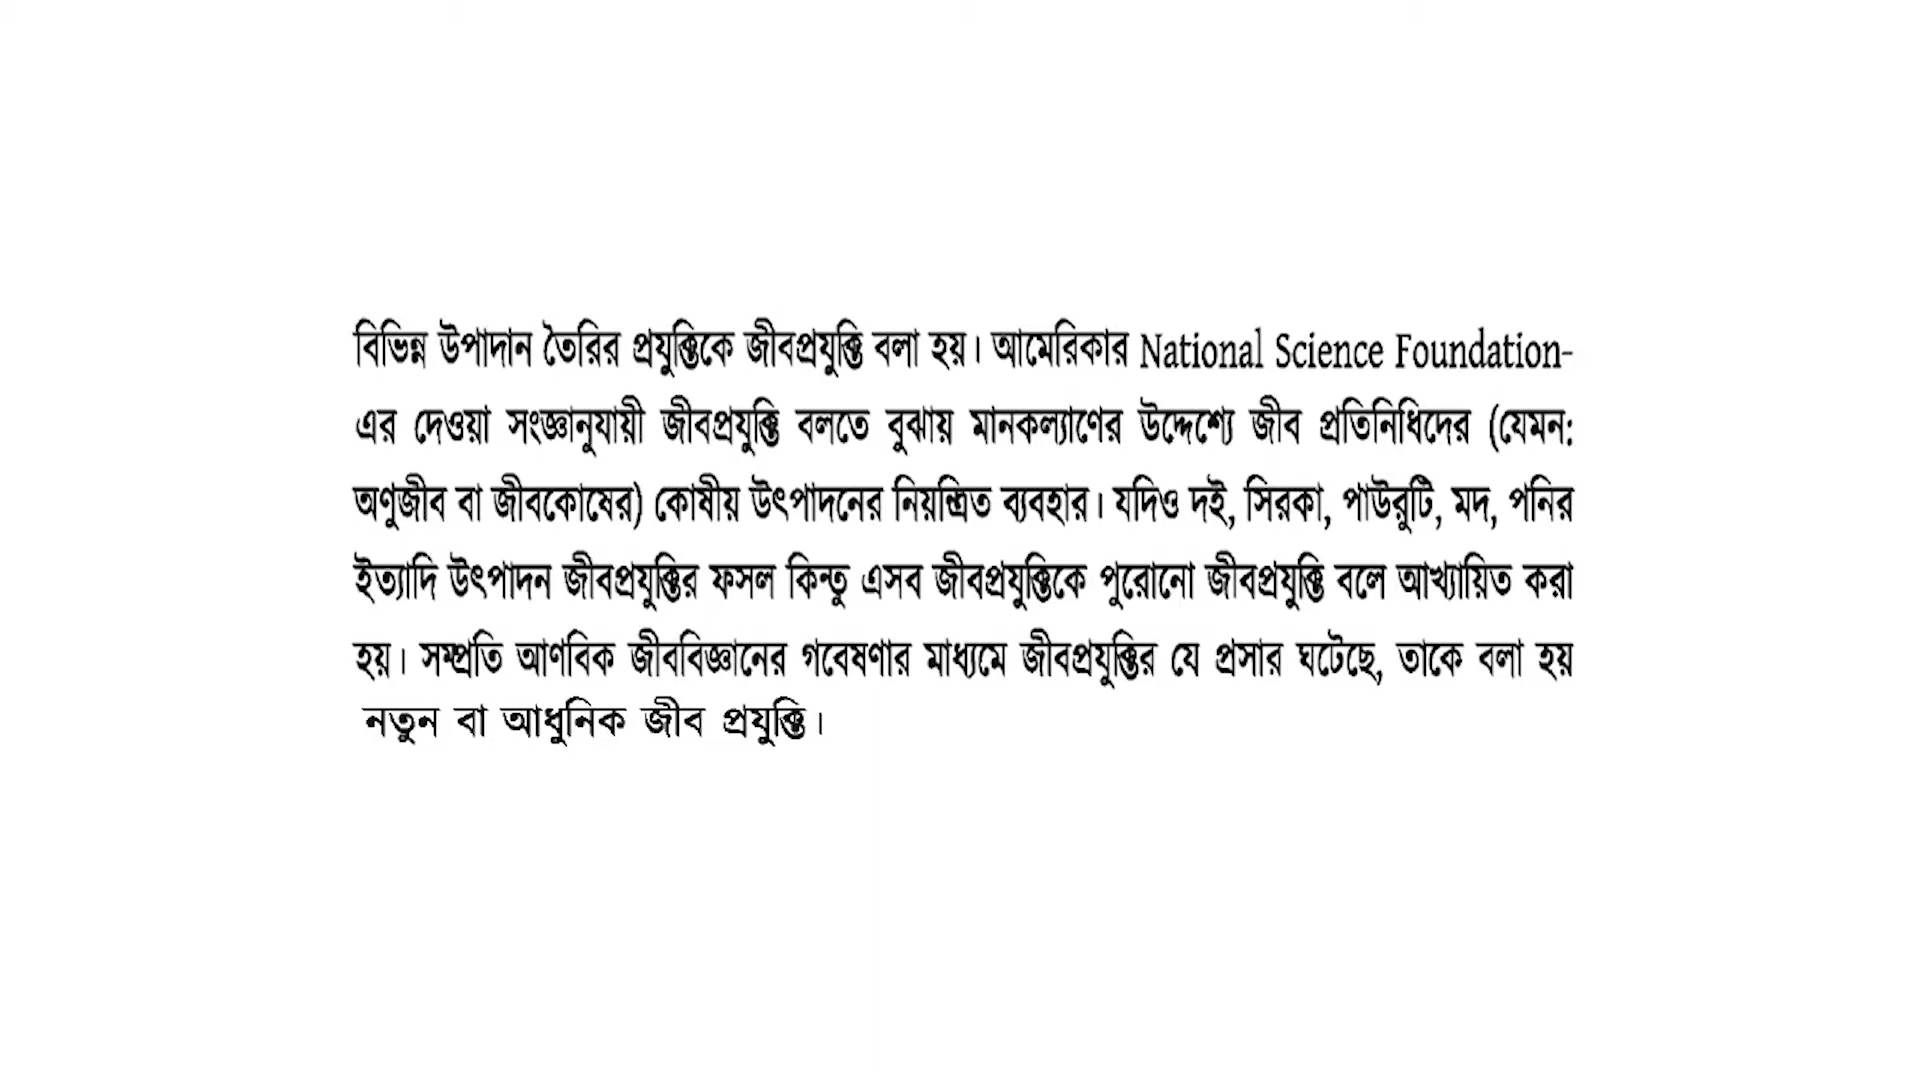 বিভিন্ন উপাদান তৈরির প্রযুক্তিকে জীবপ্রযুক্তি বলা হয়। আমেরিকার National Science Foundation-
এর দেওয়া সংজ্ঞানুযায়ী জীবপ্রযুক্তি বলতে বুঝায় মানকল্যাণের উদ্দেশ্যে জীব প্রতিনিধিদের (যেমন:
অণুজীব বা জীবকোষের) কোষীয় উৎপাদনের নিয়ন্ত্রিত ব্যবহার। যদিও দই, সিরকা, পাউরুটি, মদ, পনির
ইত্যাদি উৎপাদন জীবপ্রযুক্তির ফসল কিন্তু এসব জীবপ্রযুক্তিকে পুরোনো জীবপ্রযুক্তি বলে আখ্যায়িত করা
হয়। সম্প্রতি আণবিক জীববিজ্ঞানের গবেষণার মাধ্যমে জীবপ্রযুক্তির যে প্রসার ঘটেছে, তাকে বলা হয়
নতুন বা আধুনিক জীব প্রযুক্তি।